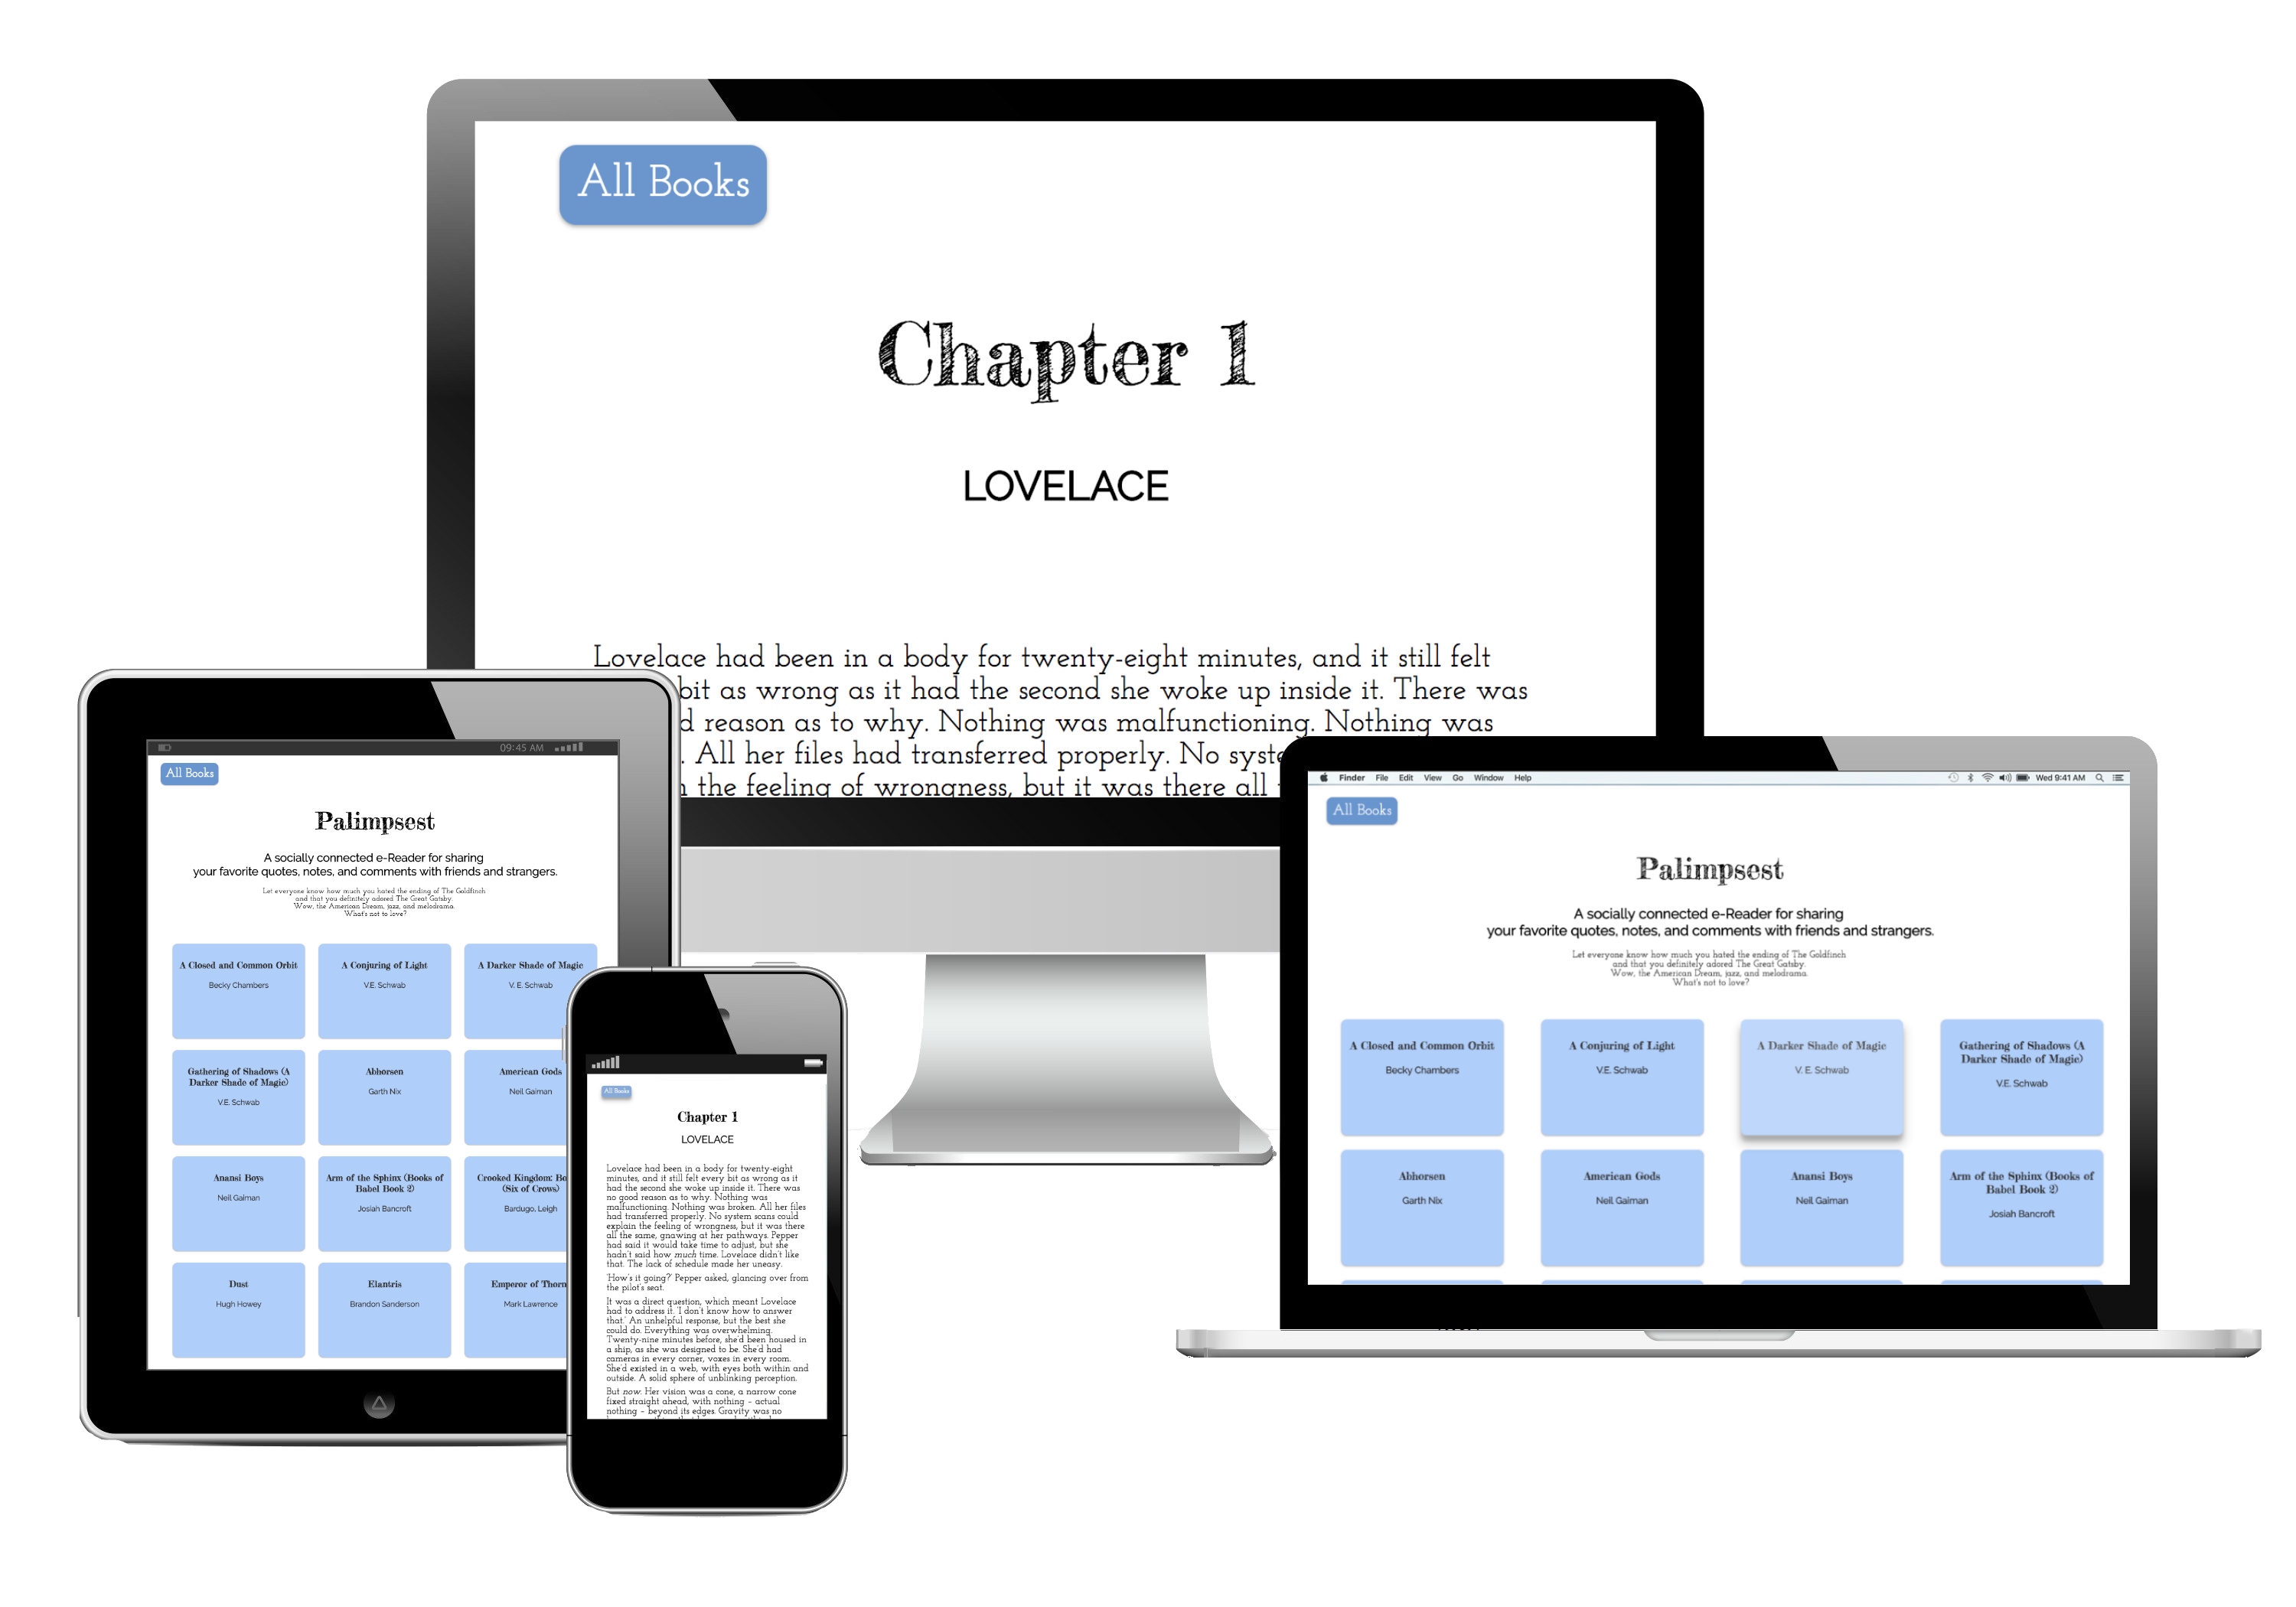 All Books
Chapter 1
LOVELACE
Lovelace had been in a body for twenty-eight minutes, and it still felt
bit as wrong as it had the second she woke up inside it. There was
d reason as to why. Nothing was malfunctioning. Nothing was
. All her files had transferred properly. No syste
the feeling of wrongness, but it was there all
09:45 AM
All Books
Palimpsest
A socially connected e-Reader for sharing
your favorite quotes, notes, and comments with friends and strangers.
Let everyone know how much you hated the ending of The Goldfinch
and that you definitely adored The Great Gatsby.
Wow, the American Dream, jazz, and melodrama.
What's not to love?
A Closed and Common Orbit
Becky Chambers
A Conjuring of Light
V.E. Schwab
A Darker Shade of Magic
V. E. Schwab
Gathering of Shadows (A
Darker Shade of Magic)
V.E. Schwab
Abhorsen
Garth Nix
American Gods
Neil Gaiman
Anansi Boys
Neil Gaiman
Arm of the Sphinx (Books of
Babel Book 2)
Josiah Bancroft
Crooked Kingdom: Bo
(Six of Crows)
Bardugo, Leigh
Dust
Hugh Howey
Elantris
Brandon Sanderson
Emperor of Thorn
Mark Lawrence
All Books
Chapter 1
LOVELACE
Lovelace had been in a body for twenty-eight
minutes, and it still felt every bit as wrong as it
had the second she woke up inside it. There was
no good reason as to why. Nothing was
malfunctioning. Nothing was broken. All her files
had transferred properly. No system scans could
explain the feeling of wrongness, but it was there
all the same, gnawing at her pathways. Pepper
had said it would take time to adjust, but she
hadn't said how much time. Lovelace didn't like
that. The lack of schedule made her uneasy.
'How's it going?' Pepper asked, glancing over from
the pilot's seat.
It was a direct question, which meant Lovelace
had to address it. 'I don't know how to answer
that.' An unhelpful response, but the best she
could do. Everything was overwhelming.
Twenty-nine minutes before, she'd been housed in
a ship, as she was designed to be. She'd had
cameras in every corner, voxes in every room.
She'd existed in a web, with eyes both within and
outside. A solid sphere of unblinking perception.
But now. Her vision was a cone, a narrow cone
fixed straight ahead, with nothing – actual
nothing – beyond its edges. Gravity was no
Finder File Edit View Go Window Help
Wed 9:41 AM
All Books
Palimpsest
A socially connected e-Reader for sharing
your favorite quotes, notes, and comments with friends and strangers.
Let everyone know how much you hated the ending of The Goldfinch
and that you definitely adored The Great Gatsby.
Wow, the American Dream, jazz, and melodrama.
What's not to love?
A Closed and Common Orbit
Becky Chambers
A Conjuring of Light
V.E. Schwab
A Darker Shade of Magic
V. E. Schwab
Gathering of Shadows (A
Darker Shade of Magic)
V.E. Schwab
Abhorsen
Garth Nix
American Gods
Neil Gaiman
Anansi Boys
Neil Gaiman
Arm of the Sphinx (Books of
Babel Book 2)
Josiah Bancroft